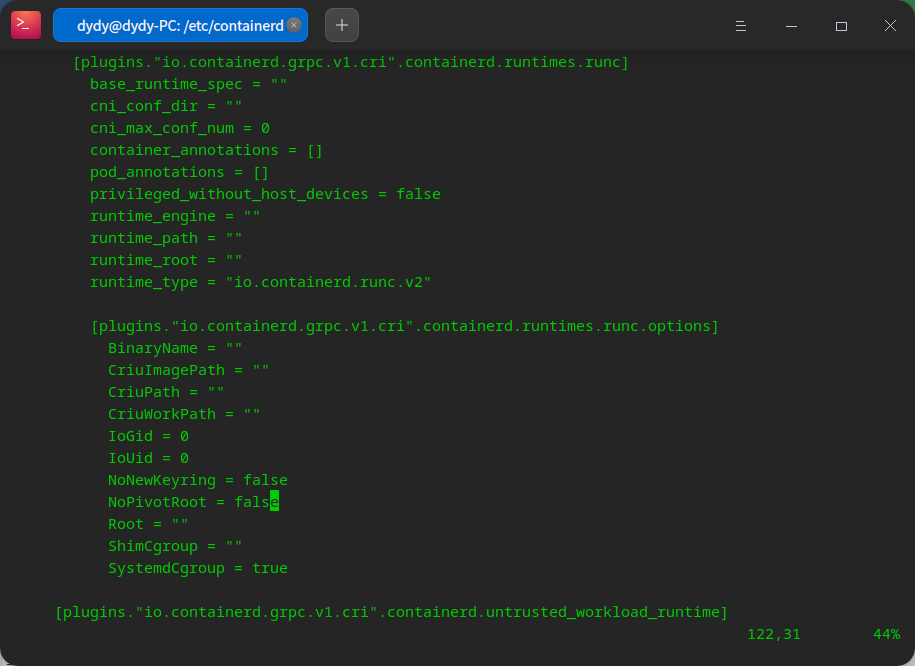 >_ dydy@dydy-PC: /etc/containerd
[plugins."io.containerd.grpc.v1.cri".containerd.runtimes.runc]
base_runtime_spec = ""
cni_conf_dir = ""
cni_max_conf_num = 0
container_annotations = []
pod_annotations = []
privileged_without_host_devices = false
runtime_engine = ""
runtime_path = ""
runtime_root = ""
runtime_type = "io.containerd.runc.v2"
[plugins."io.containerd.grpc.v1.cri".containerd.runtimes.runc.options]
BinaryName = ""
CriuImagePath = ""
CriuPath = ""
CriuWorkPath = ""
IoGid = 0
IoUid = 0
NoNewKeyring = false
NoPivotRoot = false
Root = ""
ShimCgroup = ""
SystemdCgroup = true
[plugins."io.containerd.grpc.v1.cri".containerd.untrusted_workload_runtime]
122,31 44%